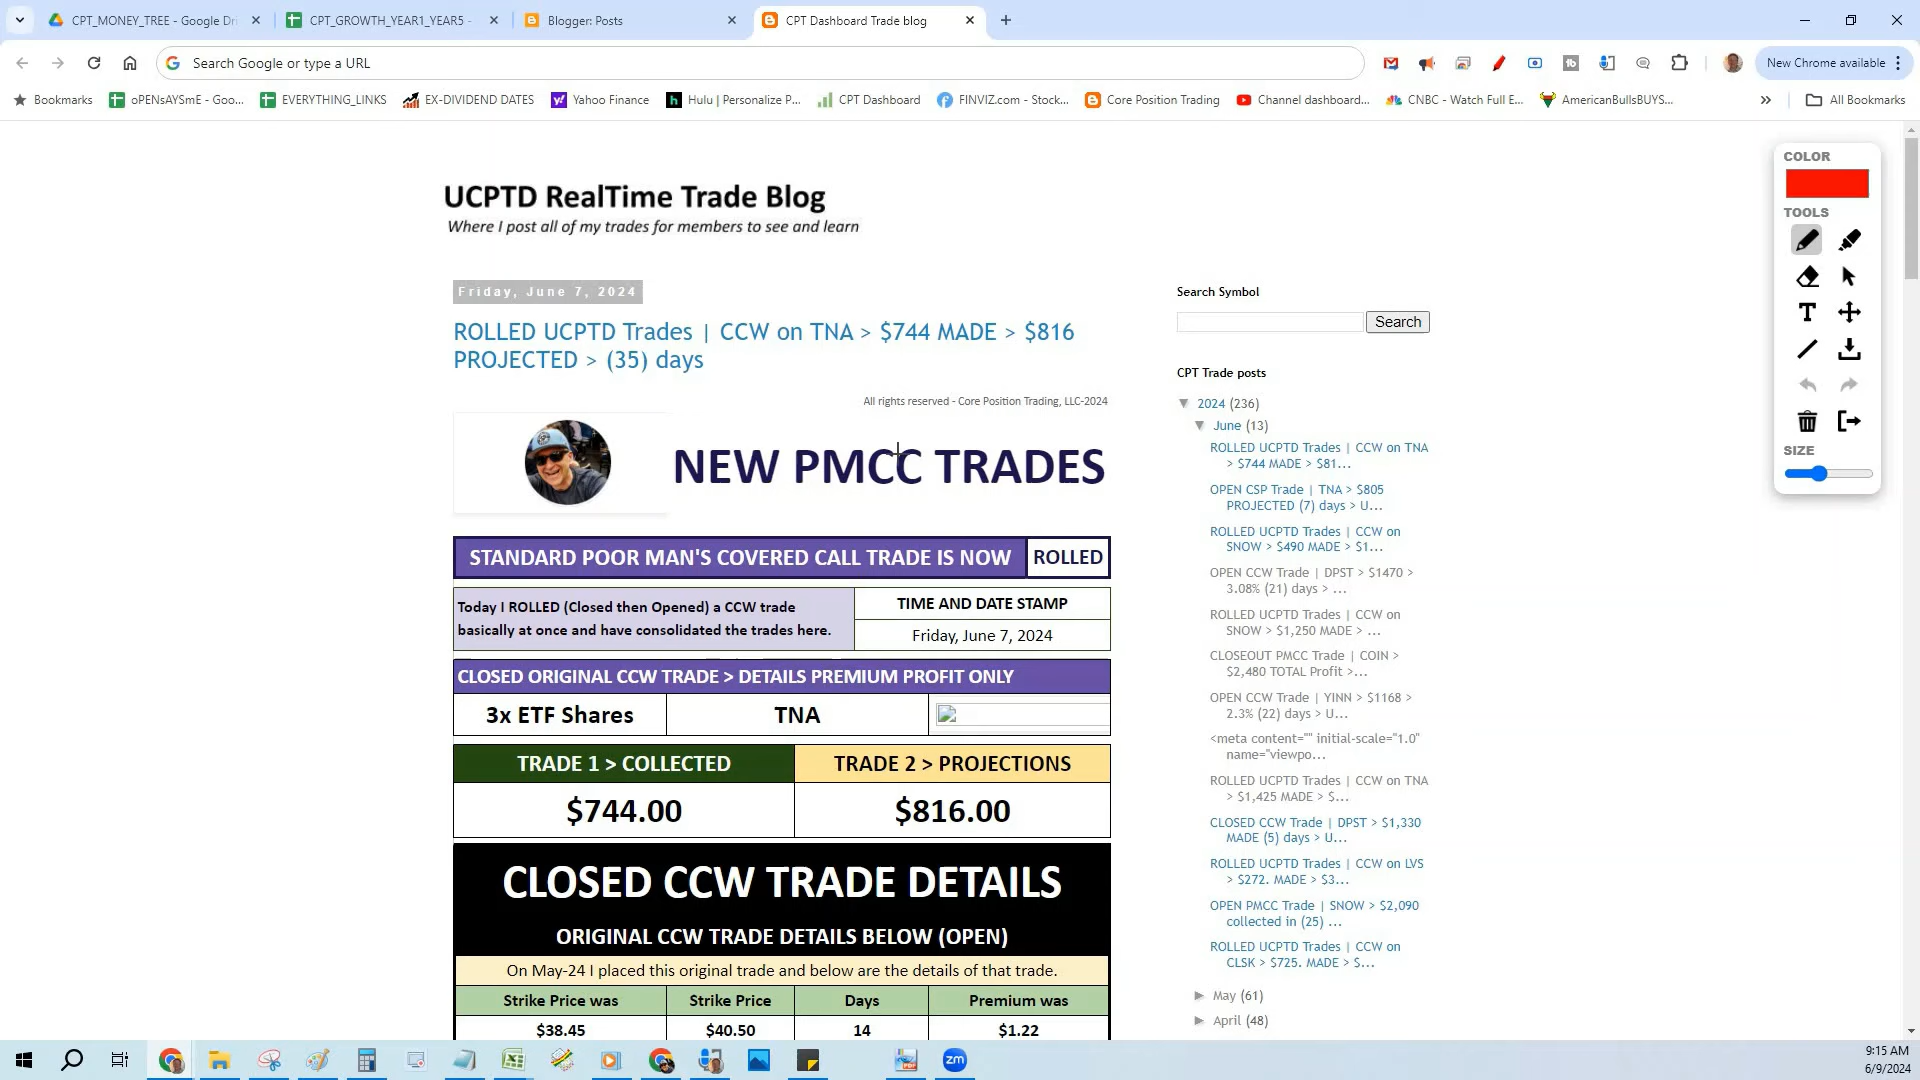 CPT_MONEY_TREE - Google Dri
CPT_GROWTH_YEAR1_YEAR5 -
Blogger: Posts
CPT Dashboard Trade blog
Search Google or type a URL
New Chrome available
Bookmarks
oPENsAYSmE - Goo...
EVERYTHING_LINKS
EX-DIVIDEND DATES
Yahoo Finance
Hulu | Personalize P...
CPT Dashboard
FINVIZ.com - Stock...
Core Position Trading
Channel dashboard...
CNBC - Watch Full E...
AmericanBullsBUYS...
All Bookmarks
UCPTD RealTime Trade Blog
Where I post all of my trades for members to see and learn
Friday, June 7, 2024
ROLLED UCPTD Trades | CCW on TNA > $744 MADE > $816
PROJECTED > (35) days
All rights reserved - Core Position Trading, LLC-2024
NEW PMCC TRADES
STANDARD POOR MAN'S COVERED CALL TRADE IS NOW
ROLLED
Today I ROLLED (Closed then Opened) a CCW trade
basically at once and have consolidated the trades here.
TIME AND DATE STAMP
Friday, June 7, 2024
CLOSED ORIGINAL CCW TRADE > DETAILS PREMIUM PROFIT ONLY
3x ETF Shares
TNA
TRADE 1 > COLLECTED
TRADE 2 > PROJECTIONS
$744.00
$816.00
CLOSED CCW TRADE DETAILS
ORIGINAL CCW TRADE DETAILS BELOW (OPEN)
On May-24 I placed this original trade and below are the details of that trade.
Strike Price was
Strike Price
Days
Premium was
$38.45
$40.50
14
$1.22
Search Symbol
Search
CPT Trade posts
▼ 2024 (236)
▼ June (13)
ROLLED UCPTD Trades | CCW on TNA
> $744 MADE > $81...
OPEN CSP Trade | TNA > $805
PROJECTED (7) days > U...
ROLLED UCPTD Trades | CCW on
SNOW > $490 MADE > $1...
OPEN CCW Trade | DPST > $1470 >
3.08% (21) days > ...
ROLLED UCPTD Trades | CCW on
SNOW > $1,250 MADE > ...
CLOSEOUT PMCC Trade | COIN >
$2,480 TOTAL Profit >...
OPEN CCW Trade | YINN > $1168 >
2.3% (22) days > U...
<meta content="" initial-scale="1.0"
name="viewpo...
ROLLED UCPTD Trades | CCW on TNA
> $1,425 MADE > $...
CLOSED CCW Trade | DPST > $1,330
MADE (5) days > U...
ROLLED UCPTD Trades | CCW on LVS
> $272. MADE > $3...
OPEN PMCC Trade | SNOW > $2,090
collected in (25) ...
ROLLED UCPTD Trades | CCW on
CLSK > $725. MADE > $...
► May (61)
► April (48)
COLOR
TOOLS
SIZE
zm
9:15 AM
6/9/2024